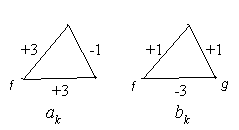 +3 -1 +1 +1
f +3 f -3 g
a_k b_k